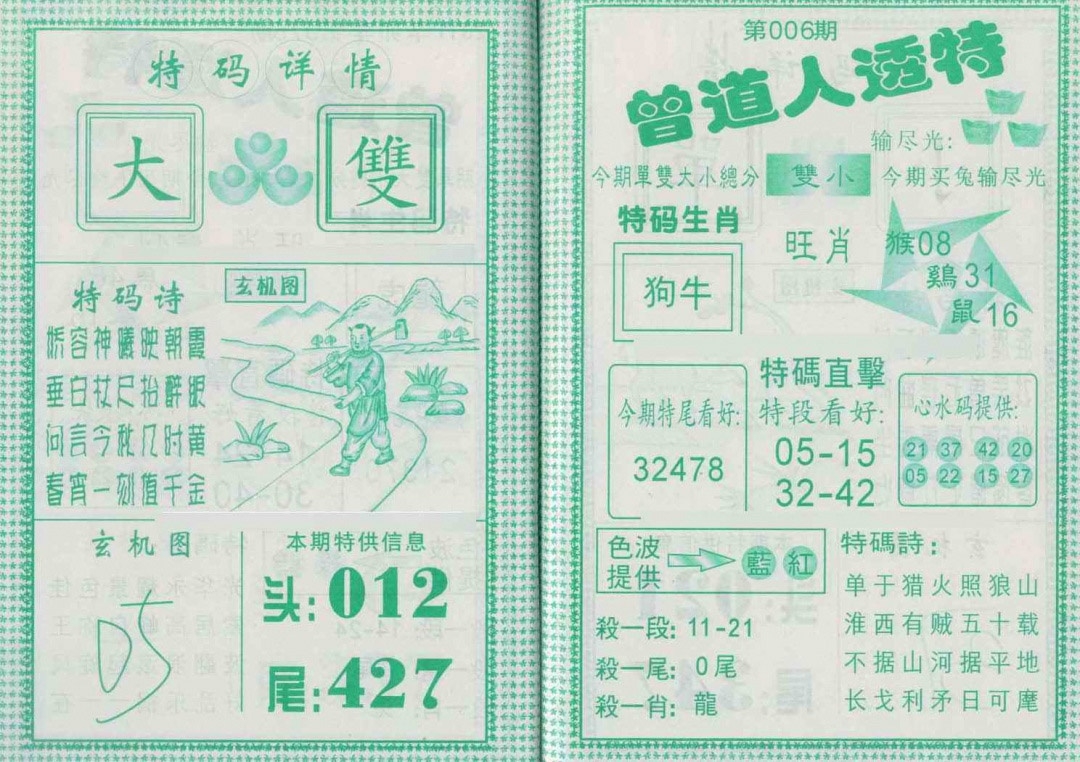 特码详情
大 雙
特码诗
娇容神曦映朝霞
垂白杖尺抬醉眼
问言今秋几时黄
春宵一刻值千金
玄机图
玄机图
本期特供信息
头:012
尾:427
第006期
曾道人透特
输尽光:
今期單雙大小總分 雙小 今期买兔输尽光
特码生肖
狗牛
旺肖
猴08
鷄31
鼠16
今期特尾看好:
32478
特碼直擊
特段看好:
05-15
32-42
心水码提供:
21 37 42 20
05 22 15 27
色波提供
藍 紅
殺一段: 11-21
殺一尾: 0尾
殺一肖: 龍
特碼詩:
单于猎火照狼山
淮西有贼五十载
不据山河据平地
长戈利矛日可麾